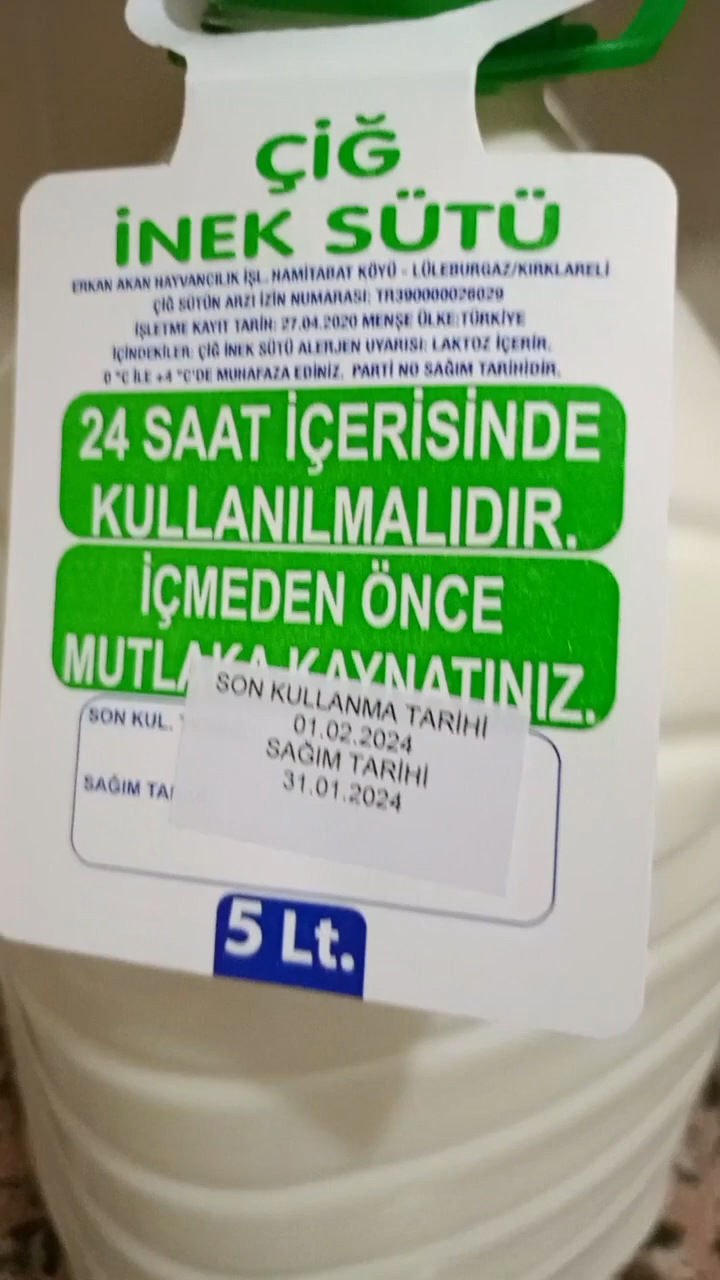 ÇİĞ
İNEK SÜTÜ
ERKAN AKAN HAYVANCILIK İŞL. HAMİTABAT KÖYÜ - LÜLEBURGAZ/KIRKLARELİ
ÇİĞ SÜTÜN ARZI İZİN NUMARASI: TR390000026029
İŞLETME KAYIT TARİH: 27.04.2020 MENŞE ÜLKE:TÜRKİYE
İÇİNDEKİLER: ÇİĞ İNEK SÜTÜ ALERJEN UYARISI: LAKTOZ İÇERİR.
0 °C İLE +4 °C'DE MUHAFAZA EDİNİZ. PARTİ NO SAĞIM TARİHİDİR.
24 SAAT İÇERİSİNDE
KULLANILMALIDIR.
İÇMEDEN ÖNCE
MUTLAKA KAYNATINIZ.
SON KUL.
SAĞIM
SON KULLANMA TARİHİ
01.02.2024
SAĞIM TARİHİ
31.01.2024
5 Lt.